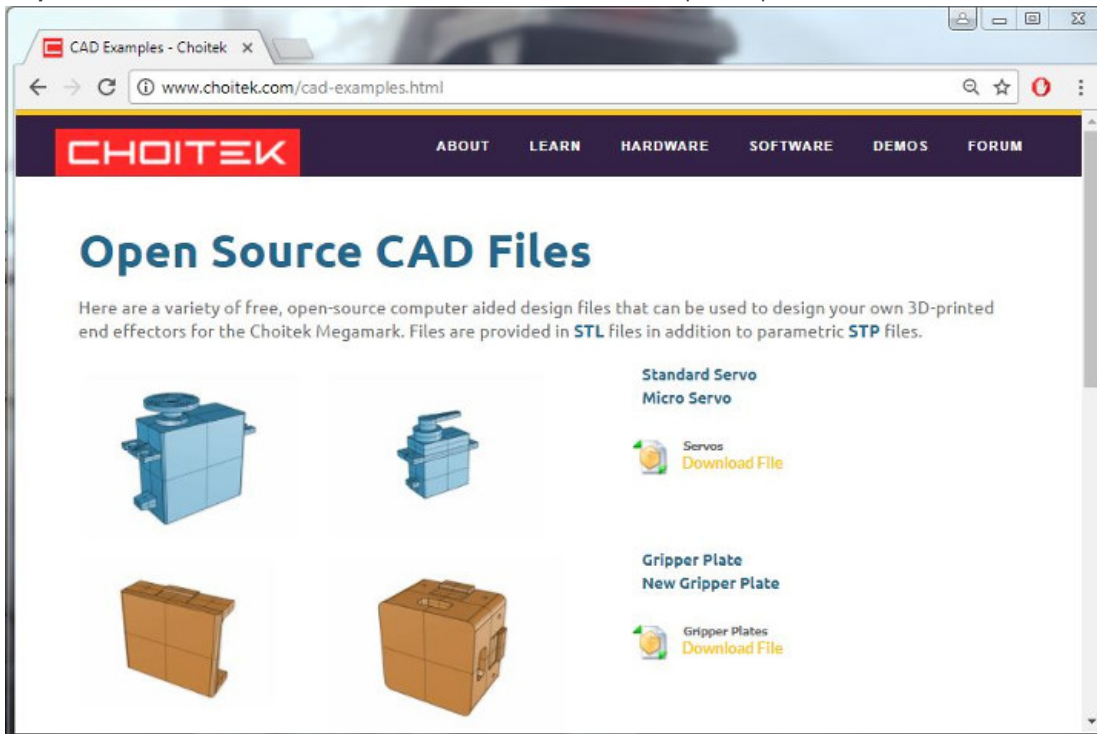 CAD Examples - Choitek
www.choitek.com/cad-examples.html
CHOITEK
ABOUT LEARN HARDWARE SOFTWARE DEMOS FORUM
Open Source CAD Files
Here are a variety of free, open-source computer aided design files that can be used to design your own 3D-printed
end effectors for the Choitek Megamark. Files are provided in STL files in addition to parametric STP files.
Standard Servo
Micro Servo
Servos
Download File
Gripper Plate
New Gripper Plate
Gripper Plates
Download File